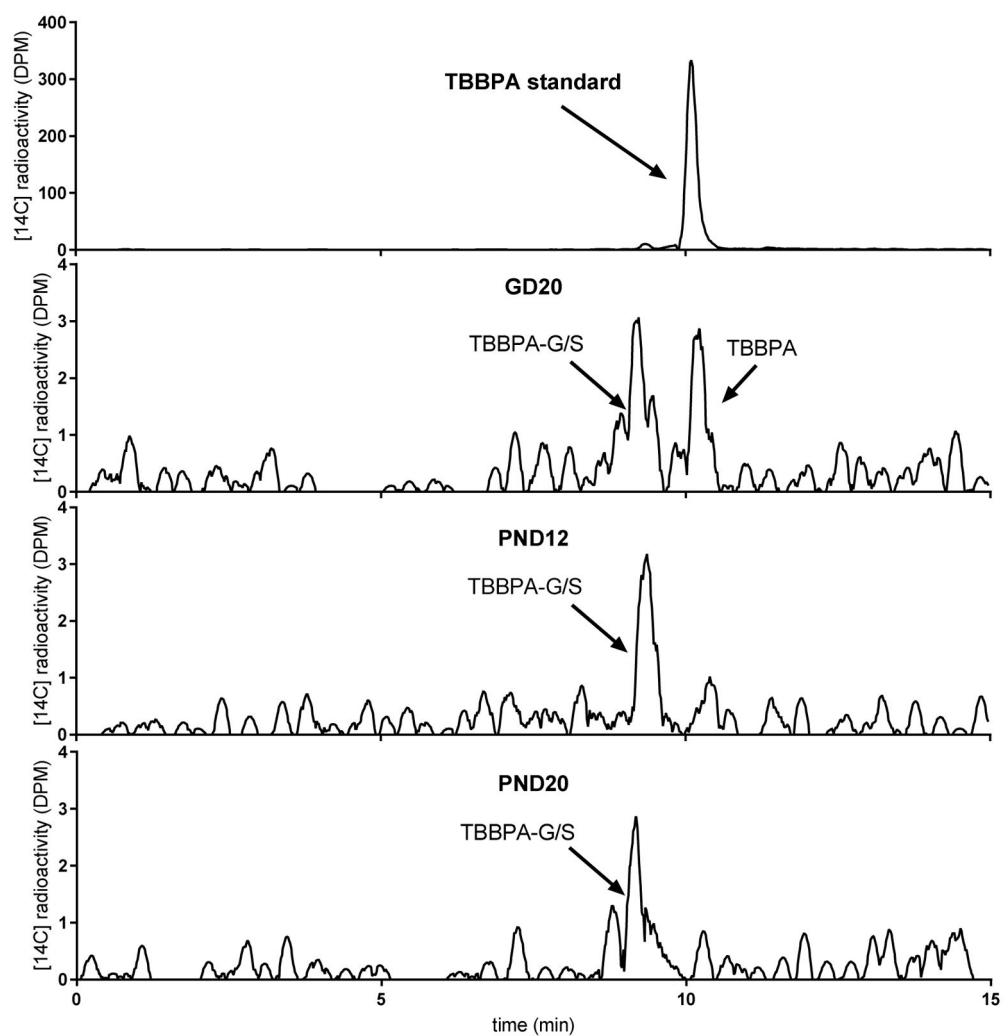 400
300
200
100
0
[14C] radioactivity (DPM)
TBBPA standard
4
3
2
1
0
[14C] radioactivity (DPM)
GD20
TBBPA-G/S
TBBPA
4
3
2
1
0
[14C] radioactivity (DPM)
PND12
TBBPA-G/S
4
3
2
1
0
[14C] radioactivity (DPM)
PND20
TBBPA-G/S
0 5 10 15
time (min)